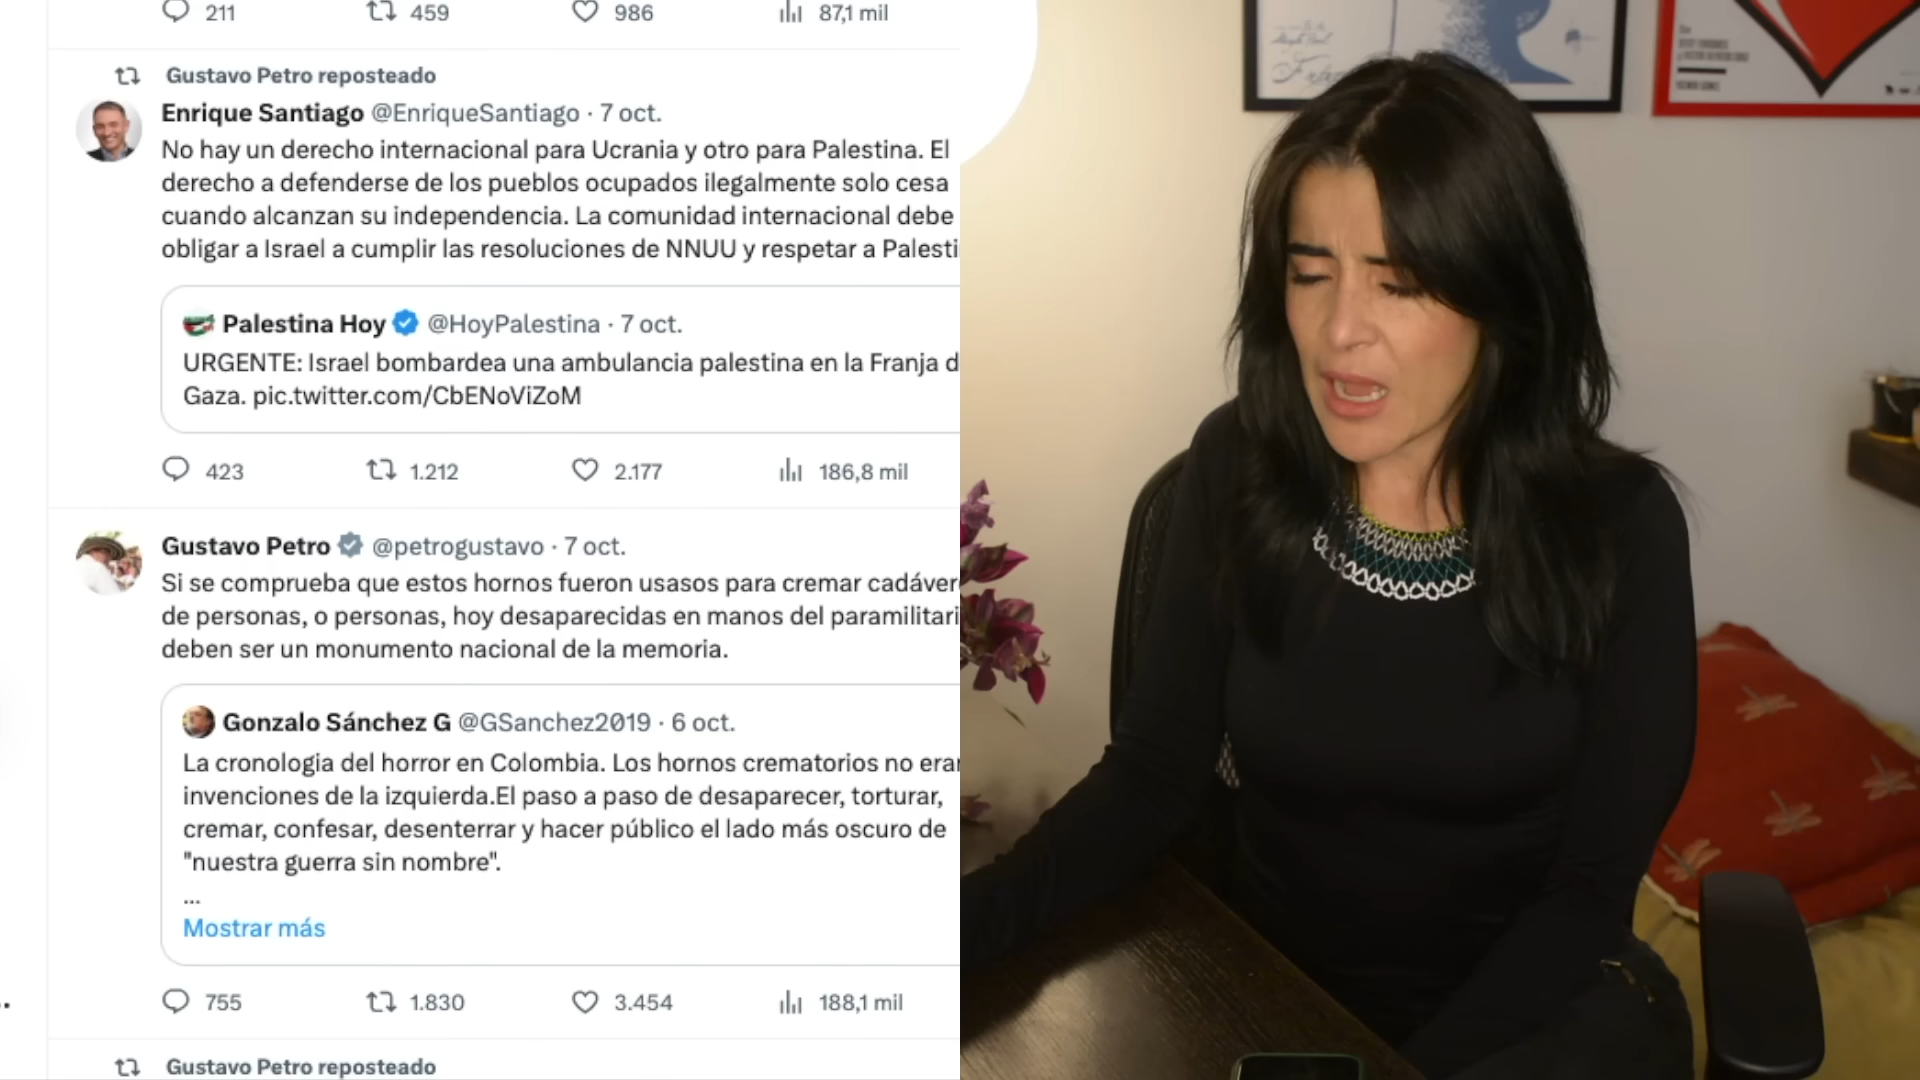 211 459 986 87,1 mil
Gustavo Petro reposteado
Enrique Santiago @EnriqueSantiago · 7 oct.
No hay un derecho internacional para Ucrania y otro para Palestina. El
derecho a defenderse de los pueblos ocupados ilegalmente solo cesa
cuando alcanzan su independencia. La comunidad internacional debe
obligar a Israel a cumplir las resoluciones de NNUU y respetar a Palesti
Palestina Hoy @HoyPalestina · 7 oct.
URGENTE: Israel bombardea una ambulancia palestina en la Franja d
Gaza. pic.twitter.com/CbENoViZoM
423 1.212 2.177 186,8 mil
Gustavo Petro @petrogustavo · 7 oct.
Si se comprueba que estos hornos fueron usasos para cremar cadáver
de personas, o personas, hoy desaparecidas en manos del paramilitari
deben ser un monumento nacional de la memoria.
Gonzalo Sánchez G @GSanchez2019 · 6 oct.
La cronologia del horror en Colombia. Los hornos crematorios no eran
invenciones de la izquierda.El paso a paso de desaparecer, torturar,
cremar, confesar, desenterrar y hacer público el lado más oscuro de
"nuestra guerra sin nombre".
...
Mostrar más
755 1.830 3.454 188,1 mil
Gustavo Petro reposteado